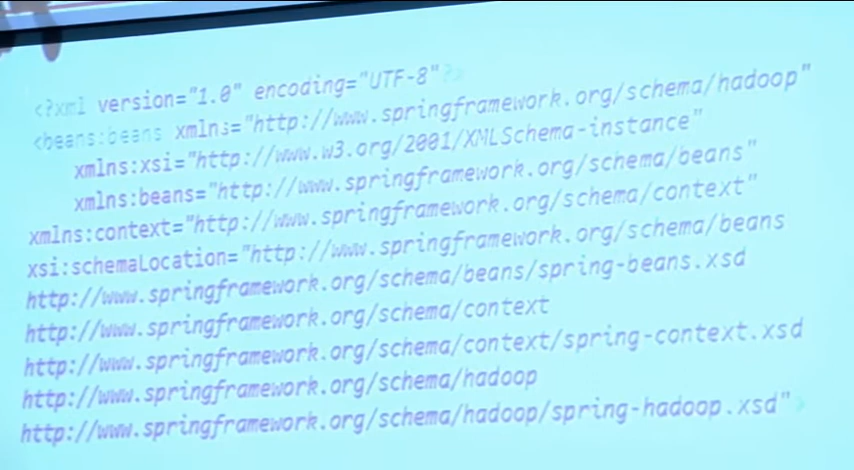 <?xml version="1.0" encoding="UTF-8"?>
<beans:beans xmlns="http://www.springframework.org/schema/hadoop"
xmlns:xsi="http://www.w3.org/2001/XMLSchema-instance"
xmlns:beans="http://www.springframework.org/schema/beans"
xmlns:context="http://www.springframework.org/schema/context"
xsi:schemaLocation="http://www.springframework.org/schema/beans
http://www.springframework.org/schema/beans/spring-beans.xsd
http://www.springframework.org/schema/context
http://www.springframework.org/schema/context/spring-context.xsd
http://www.springframework.org/schema/hadoop
http://www.springframework.org/schema/hadoop/spring-hadoop.xsd">